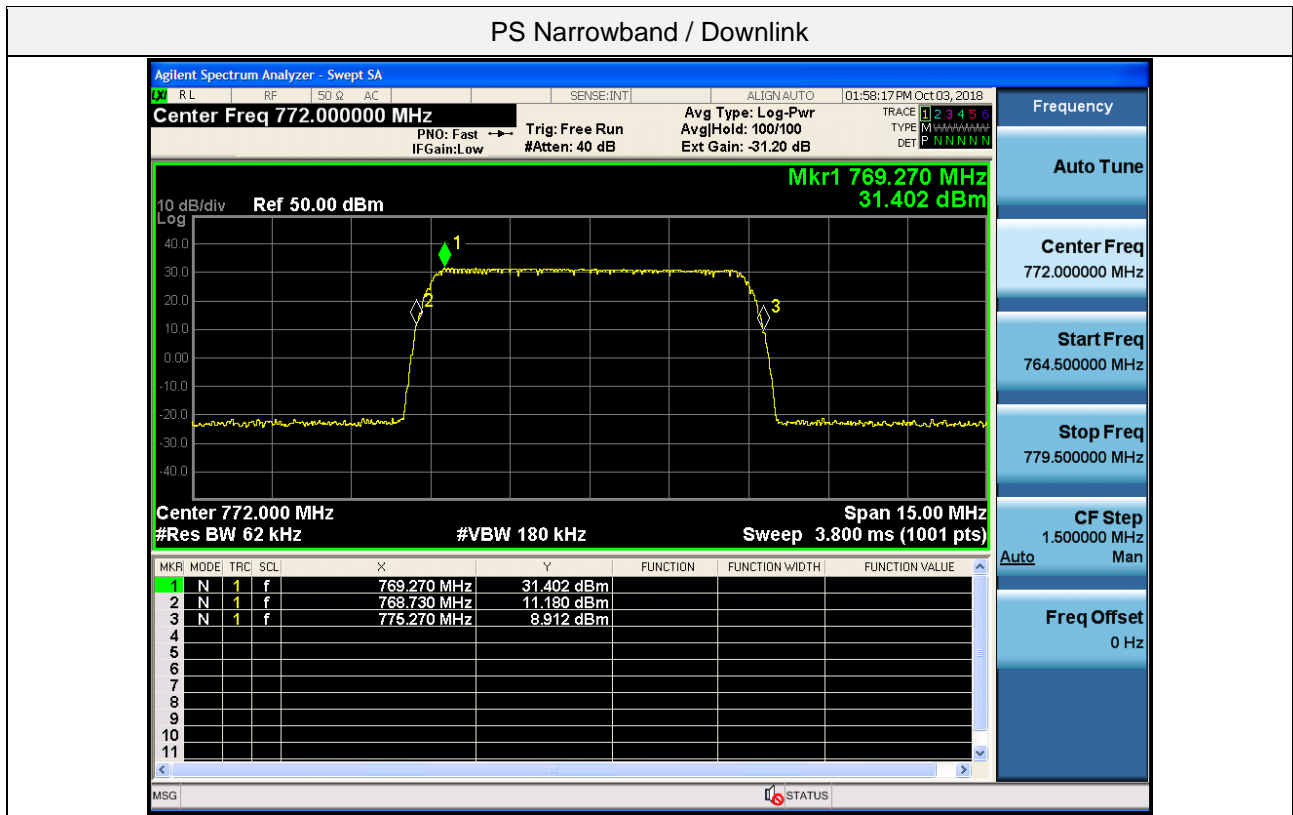 PS Narrowband / Downlink
Agilent Spectrum Analyzer - Swept SA
LXI RL RF 50 Ω AC SENSE:INT ALIGN AUTO 01:58:17 PM Oct 03, 2018
Center Freq 772.000000 MHz
PNO: Fast
IFGain:Low
Trig: Free Run
#Atten: 40 dB
Avg Type: Log-Pwr
Avg|Hold: 100/100
Ext Gain: -31.20 dB
TRACE 1 2 3 4 5 6
TYPE M
DET P N N N N N
Mkr1 769.270 MHz
31.402 dBm
10 dB/div Ref 50.00 dBm
Log
40.0
30.0
20.0
10.0
0.00
-10.0
-20.0
-30.0
-40.0
1
2
3
Center 772.000 MHz Span 15.00 MHz
#Res BW 62 kHz #VBW 180 kHz Sweep 3.800 ms (1001 pts)
MKR MODE TRC SCL X Y FUNCTION FUNCTION WIDTH FUNCTION VALUE
1 N 1 f 769.270 MHz 31.402 dBm
2 N 1 f 768.730 MHz 11.180 dBm
3 N 1 f 775.270 MHz 8.912 dBm
4
5
6
7
8
9
10
11
MSG STATUS
Frequency
Auto Tune
Center Freq
772.000000 MHz
Start Freq
764.500000 MHz
Stop Freq
779.500000 MHz
CF Step
1.500000 MHz
Auto Man
Freq Offset
0 Hz